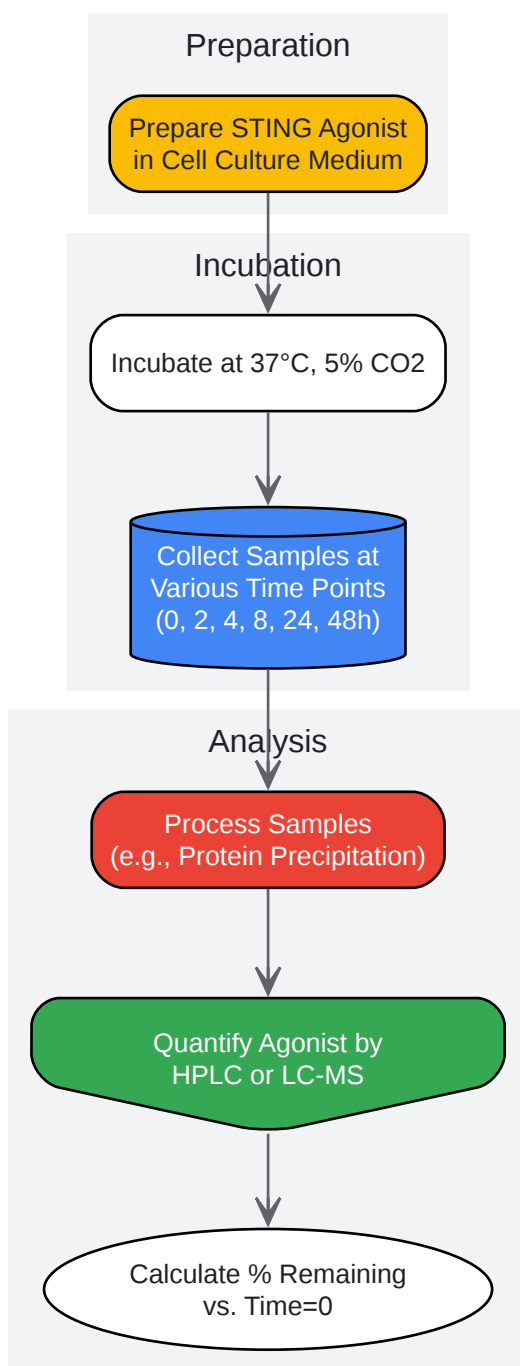 Preparation
Prepare STING Agonist
in Cell Culture Medium
Incubation
Incubate at 37°C, 5% CO2
Collect Samples at
Various Time Points
(0, 2, 4, 8, 24, 48h)
Analysis
Process Samples
(e.g., Protein Precipitation)
Quantify Agonist by
HPLC or LC-MS
Calculate % Remaining
vs. Time=0